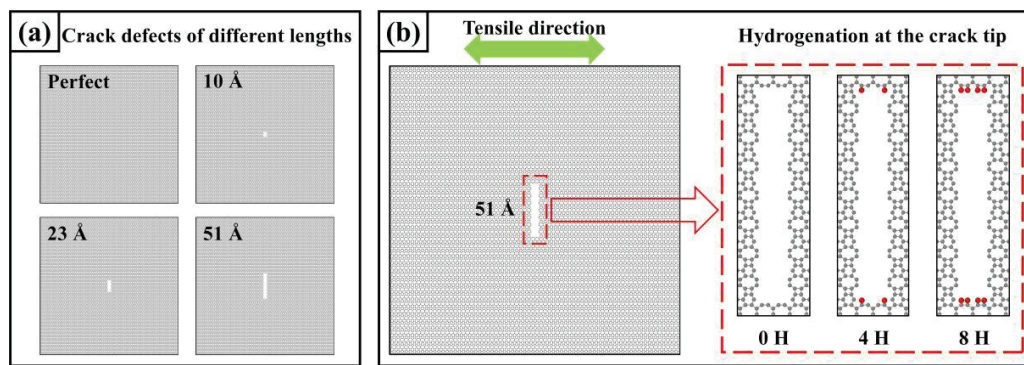 (a) Crack defects of different lengths
Perfect
10 Å
23 Å
51 Å
(b)
Tensile direction
Hydrogenation at the crack tip
51 Å
0 H
4 H
8 H